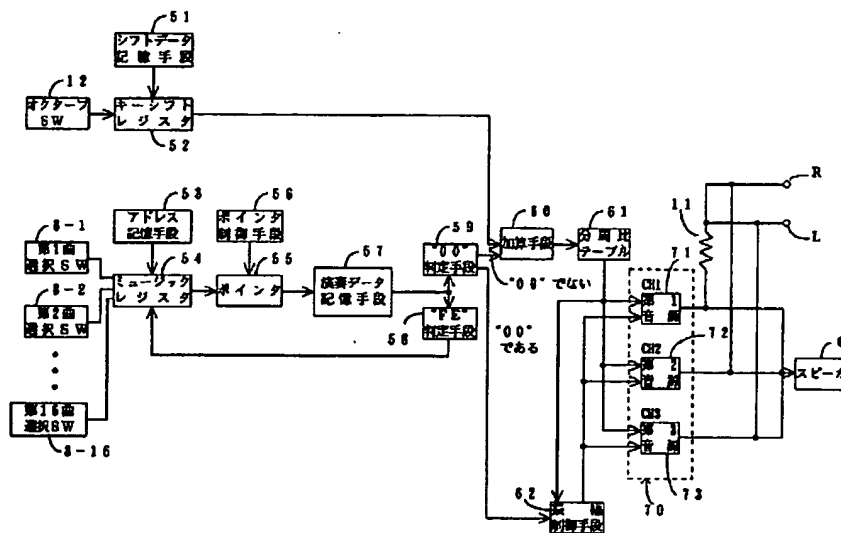 51
シフトデータ
記憶手段
12
オクターブ
SW
キーシフト
レジスタ
52
53
アドレス
記憶手段
56
ポインタ
制御手段
8-1
第1曲
選択SW
54
ミュージック
レジスタ
55
ポインタ
57
演奏データ
記憶手段
59
"00"
判定手段
60
加算手段
61
分周比
テーブル
"00"でない
"00"
である
8-2
第2曲
選択SW
"FE"
判定手段
58
第16曲
選択SW
8-16
R
L
11
71
CH1
第1
音源
CH2
72
第2
音源
CH3
第3
音源
73
70
6
スピーカ
62
振幅
制御手段